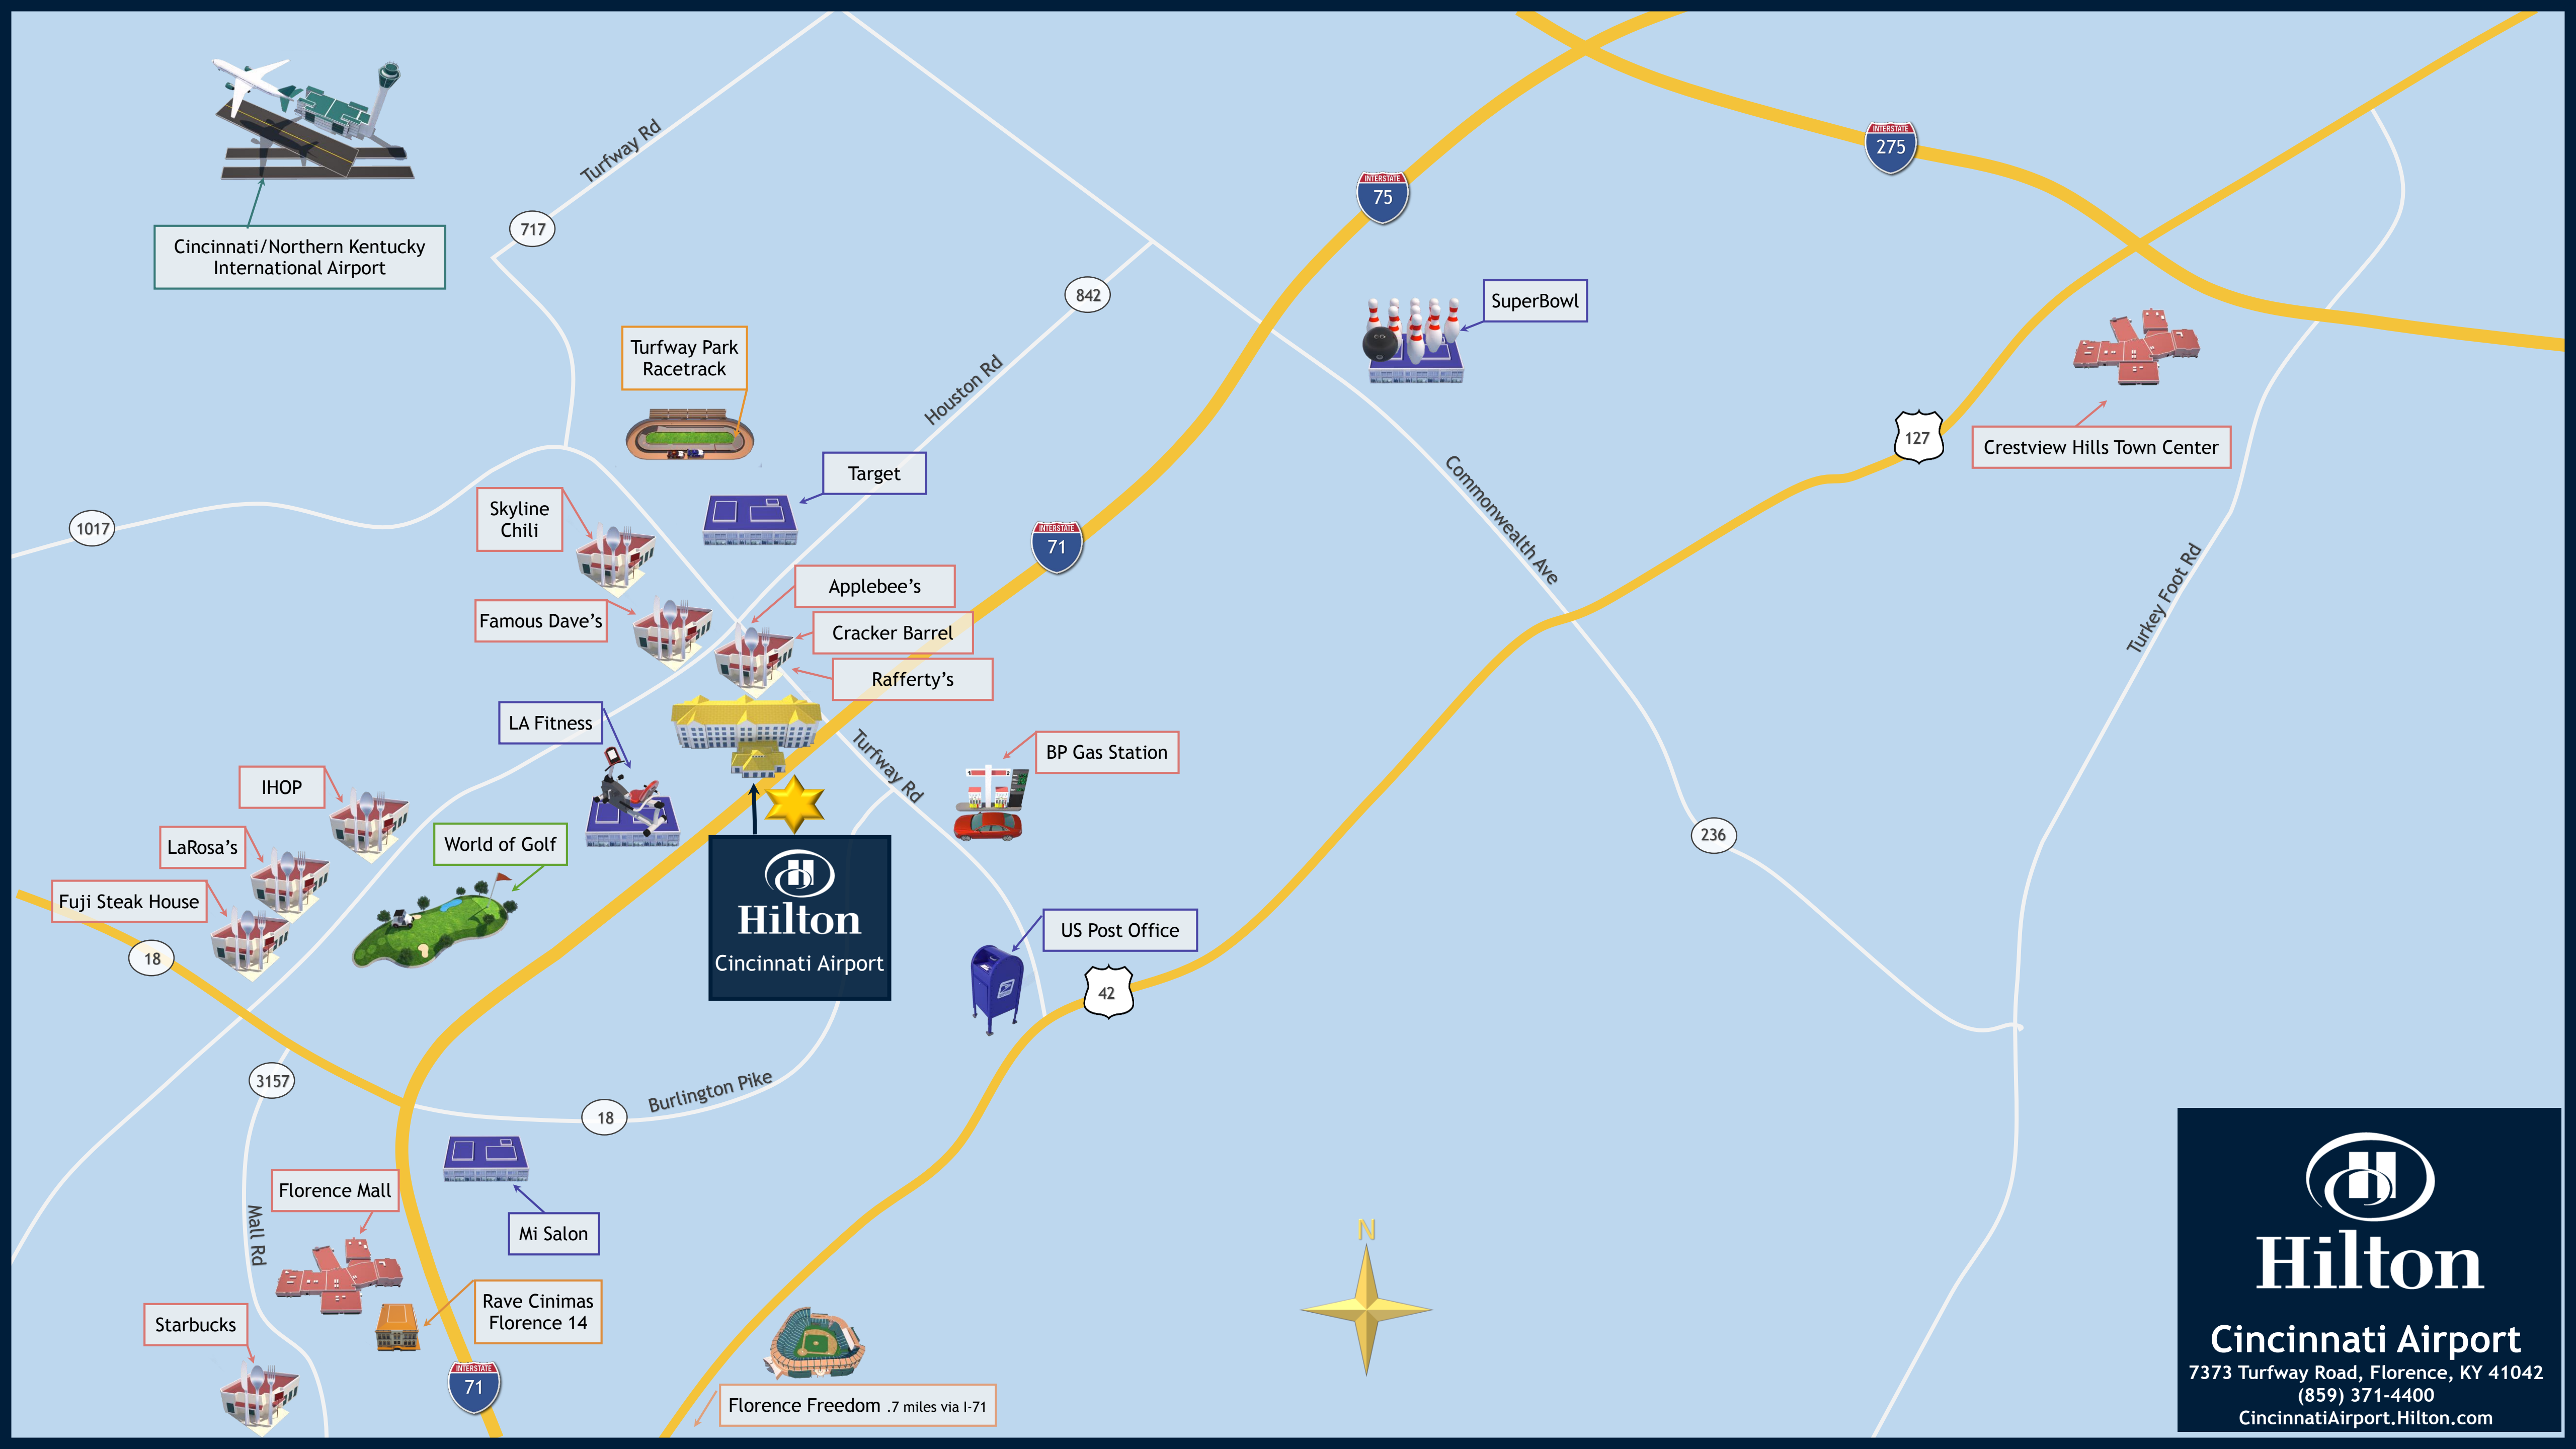 INTERSTATE
275
Turfway Rd
INTERSTATE
75
717
Cincinnati/Northern Kentucky
International Airport
842
SuperBowl
Turfway Park
Racetrack
Houston Rd
127
Crestview Hills Town Center
Target
Skyline
Chili
1017
INTERSTATE
71
Commonwealth Ave
Turkey Foot Rd
Applebee's
Famous Dave's
Cracker Barrel
Rafferty's
LA Fitness
Turfway Rd
BP Gas Station
IHOP
236
LaRosa's
World of Golf
Fuji Steak House
Hilton
Cincinnati Airport
US Post Office
18
42
3157
18
Burlington Pike
Florence Mall
Mall Rd
Mi Salon
N
Rave Cinimas
Florence 14
Starbucks
INTERSTATE
71
Florence Freedom .7 miles via I-71
Hilton
Cincinnati Airport
7373 Turfway Road, Florence, KY 41042
(859) 371-4400
CincinnatiAirport.Hilton.com